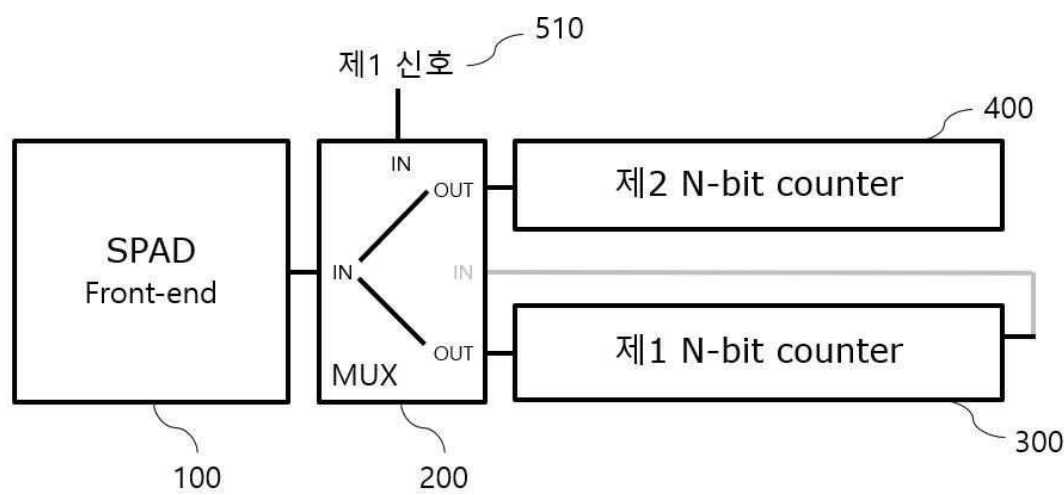 제1 신호
510
400
IN
OUT
제2 N-bit counter
SPAD
Front-end
IN
IN
OUT
제1 N-bit counter
MUX
100
200
300